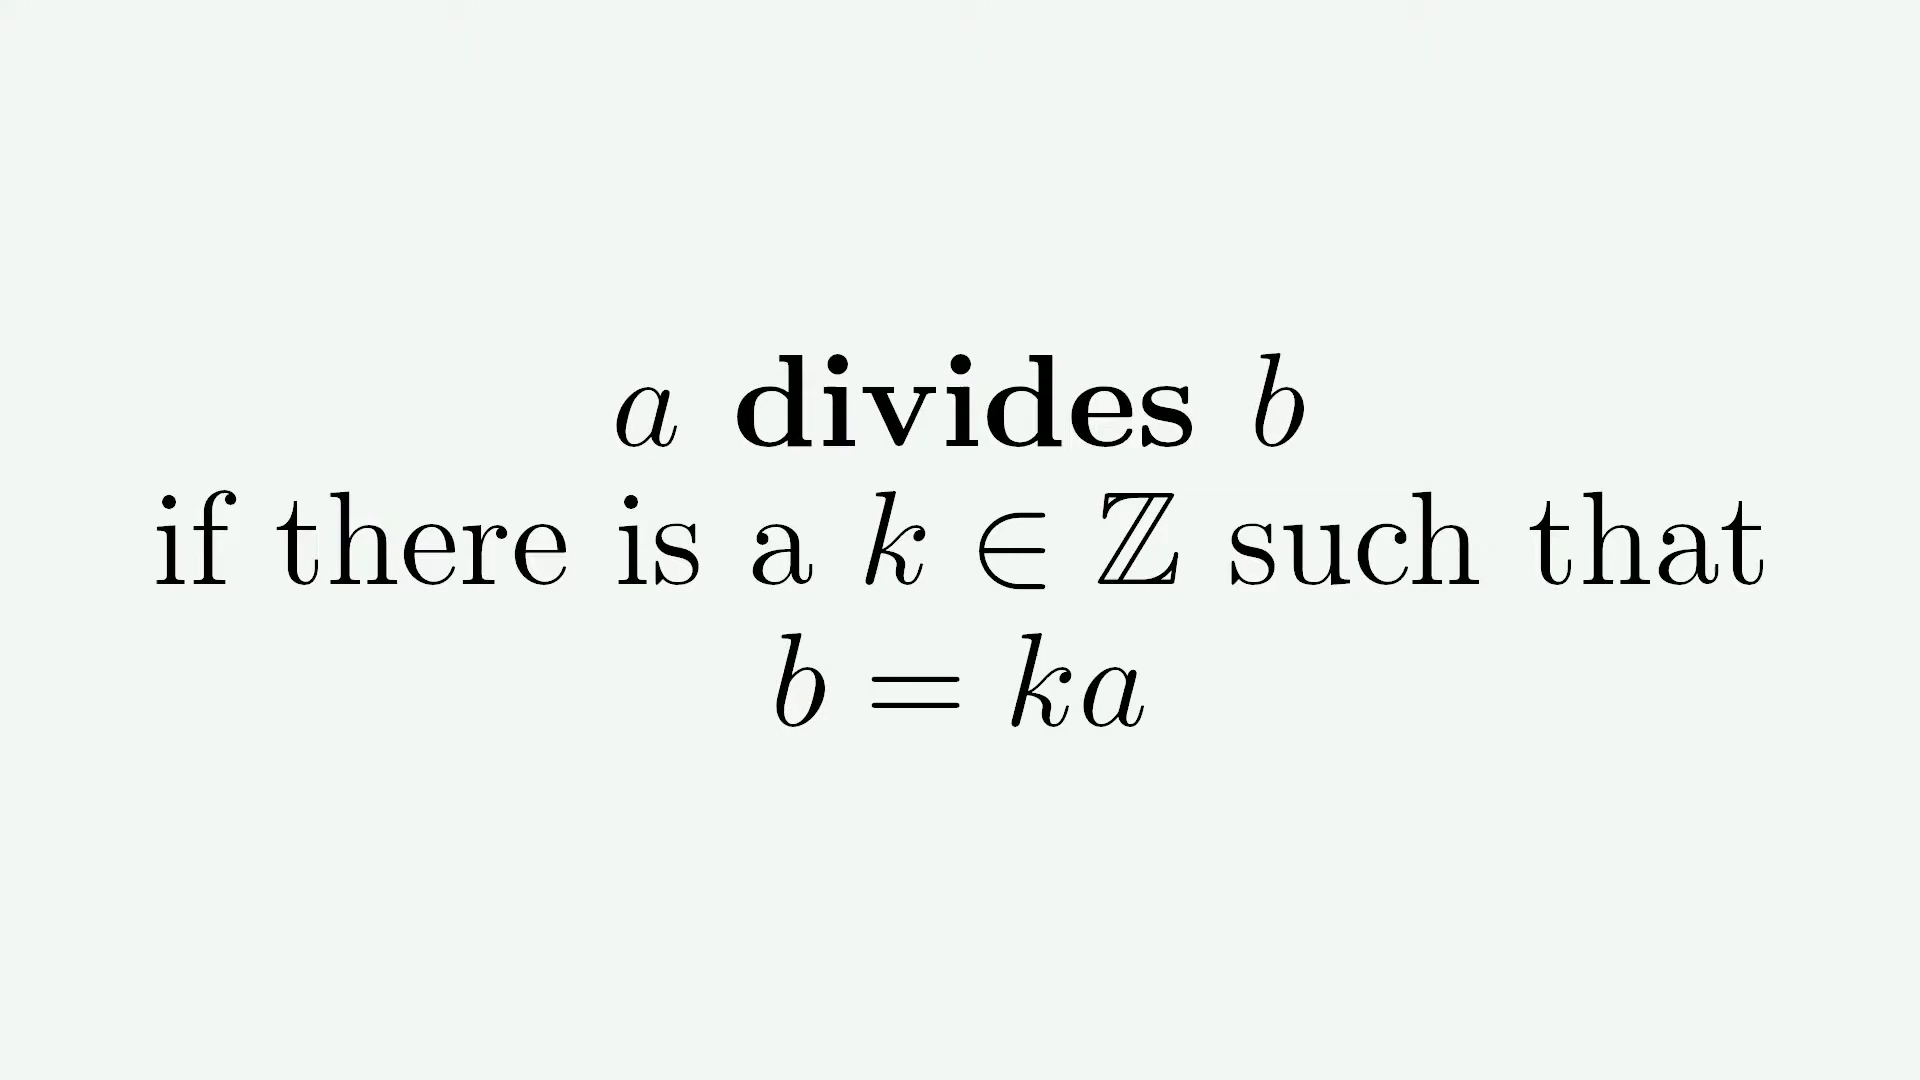 a divides b
if there is a k ∈ ℤ such that
b = ka